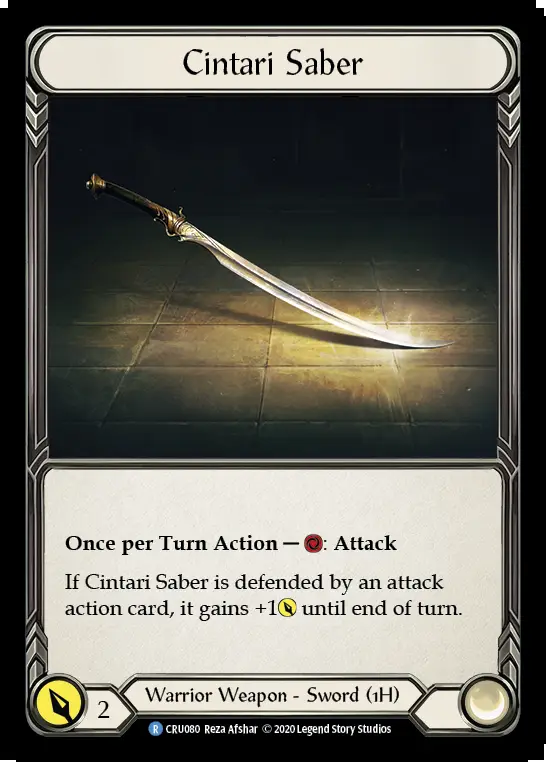 Cintari Saber
Once per Turn Action — : Attack
If Cintari Saber is defended by an attack
action card, it gains +1 until end of turn.
2
Warrior Weapon - Sword (1H)
R CRU080 Reza Afshar © 2020 Legend Story Studios